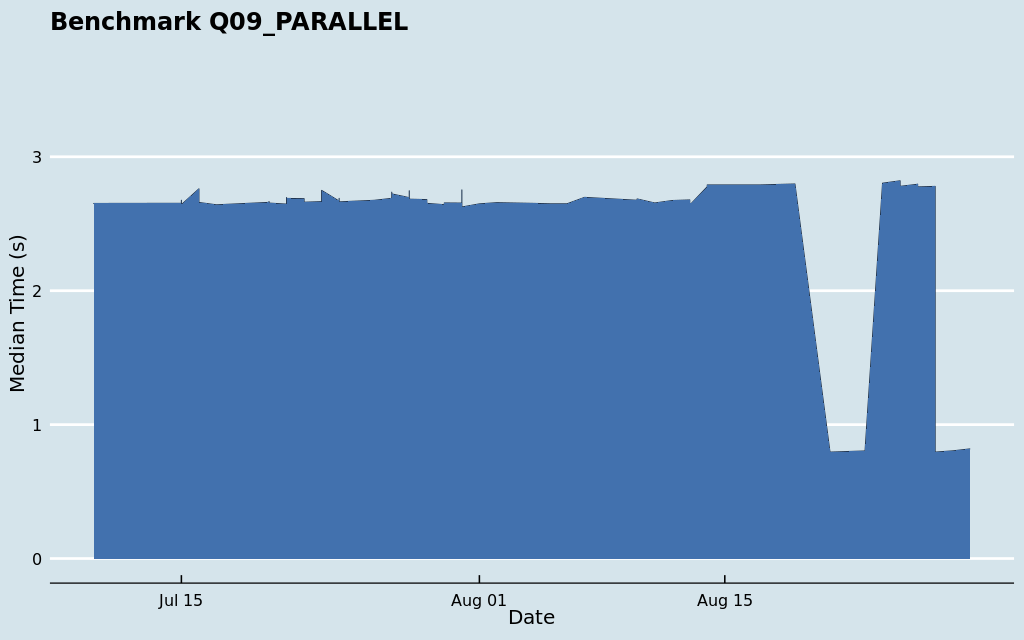 Benchmark Q09_PARALLEL
3
2
1
0
Median Time (s)
Jul 15
Aug 01
Aug 15
Date